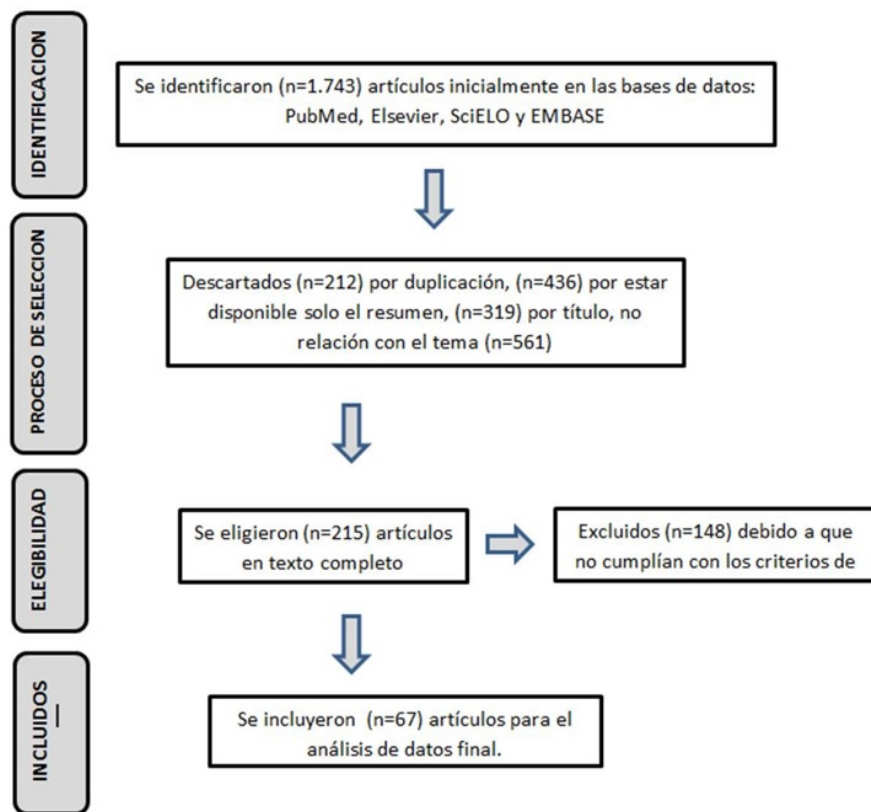 IDENTIFICACION
Se identificaron (n=1.743) artículos inicialmente en las bases de datos:
PubMed, Elsevier, SciELO y EMBASE
PROCESO DE SELECCION
Descartados (n=212) por duplicación, (n=436) por estar
disponible solo el resumen, (n=319) por título, no
relación con el tema (n=561)
ELEGIBILIDAD
Se eligieron (n=215) artículos
en texto completo
Excluidos (n=148) debido a que
no cumplían con los criterios de
INCLUIDOS
Se incluyeron (n=67) artículos para el
análisis de datos final.